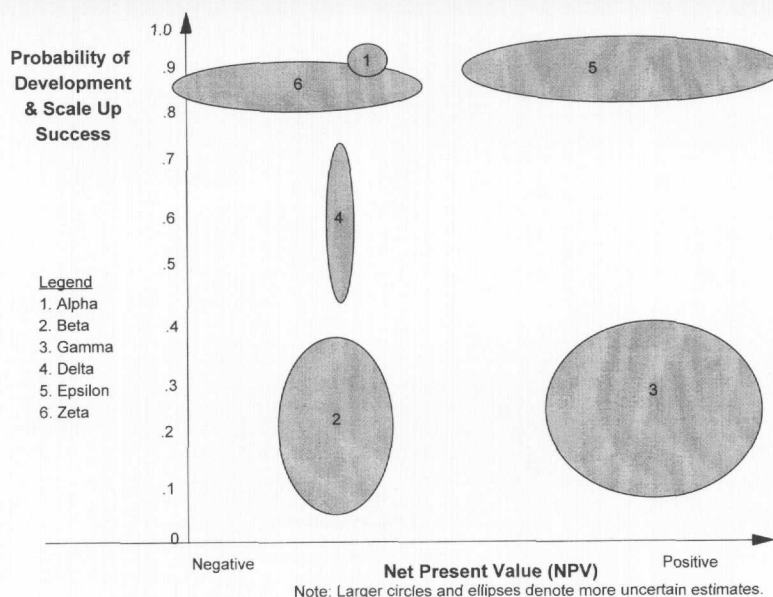 Probability of
Development
& Scale Up
Success
1.0
.9
.8
.7
.6
.5
.4
.3
.2
.1
0
1
6
5
4
2
3
Legend
1. Alpha
2. Beta
3. Gamma
4. Delta
5. Epsilon
6. Zeta
Negative
Net Present Value (NPV)
Positive
Note: Larger circles and ellipses denote more uncertain estimates.